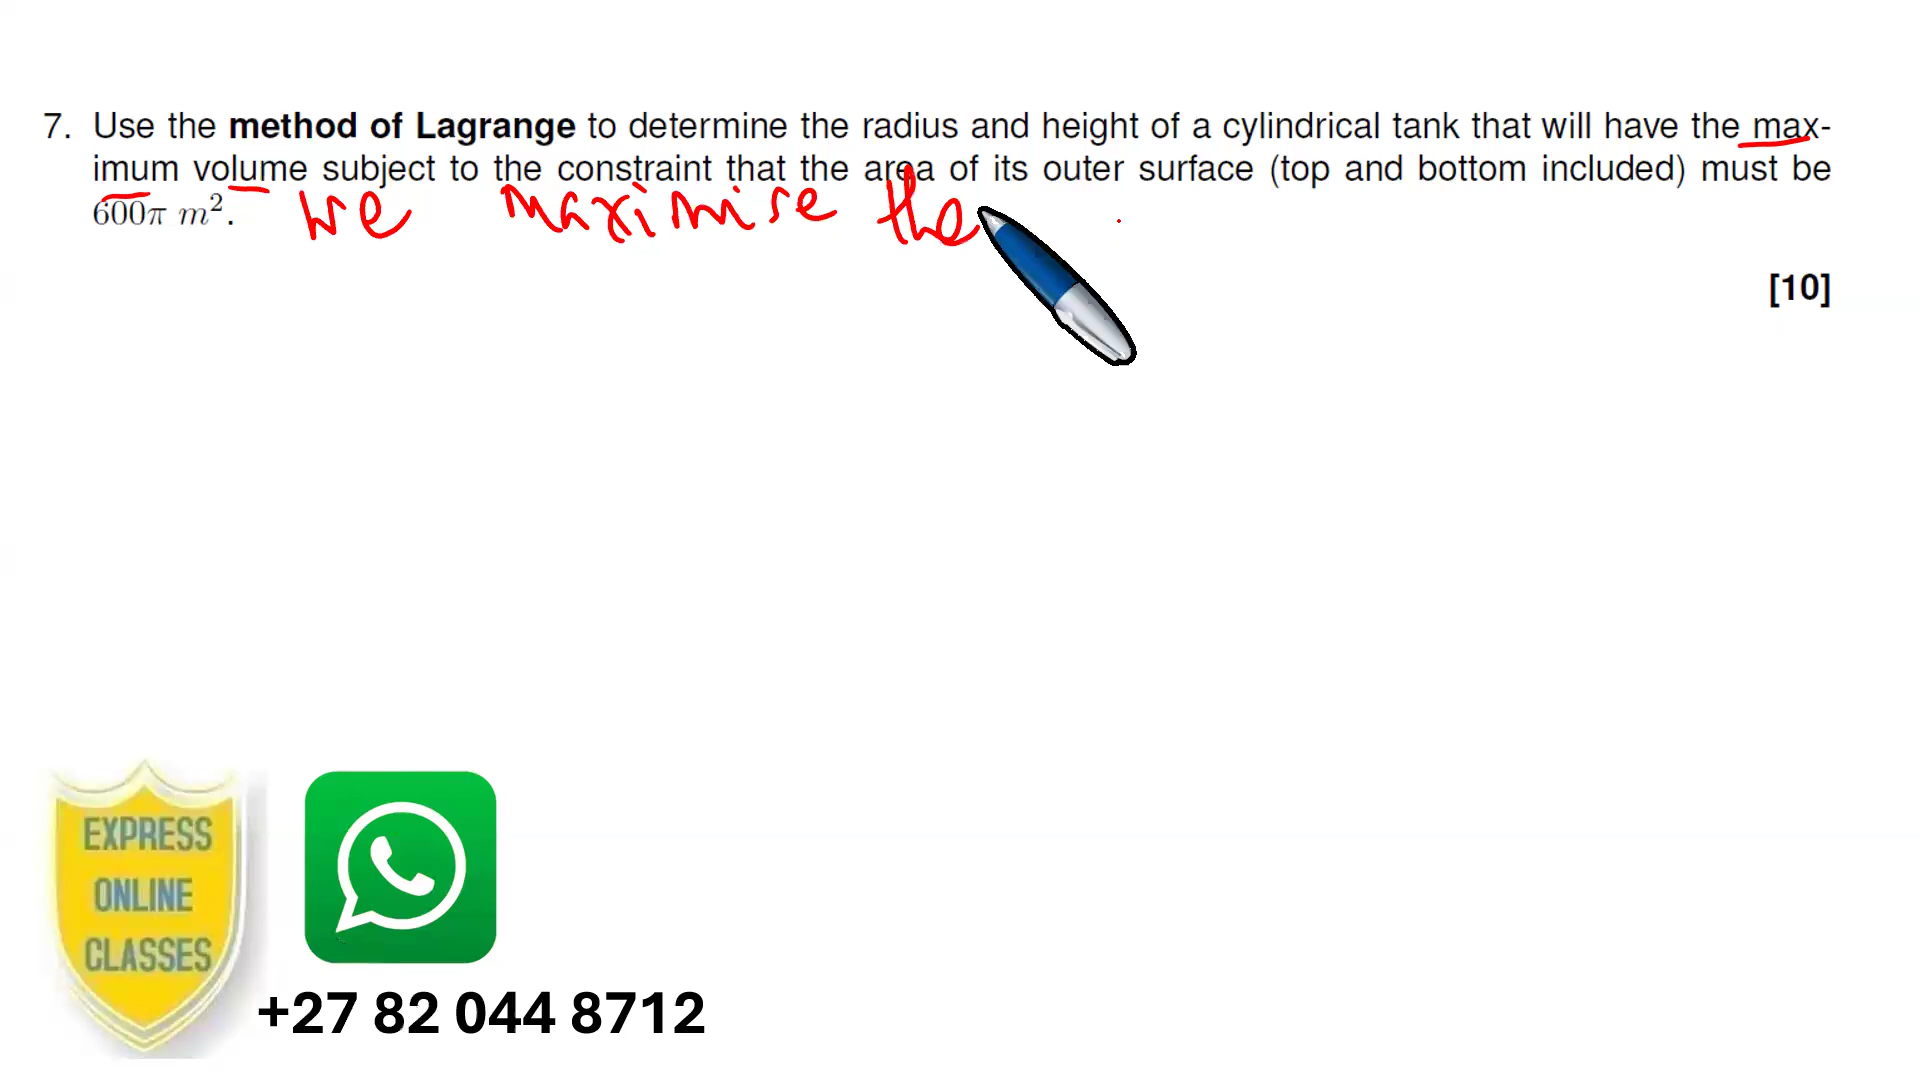 7. Use the method of Lagrange to determine the radius and height of a cylindrical tank that will have the max-
imum volume subject to the constraint that the area of its outer surface (top and bottom included) must be
600π m².
we maximise the
[10]
EXPRESS
ONLINE
CLASSES
+27 82 044 8712